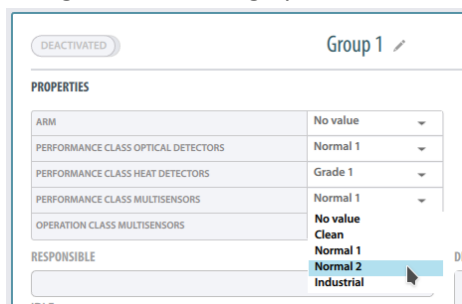 DEACTIVATED
Group 1
PROPERTIES
ARM No value
PERFORMANCE CLASS OPTICAL DETECTORS Normal 1
PERFORMANCE CLASS HEAT DETECTORS Grade 1
PERFORMANCE CLASS MULTISENSORS Normal 1
OPERATION CLASS MULTISENSORS
No value
Clean
Normal 1
Normal 2
Industrial
RESPONSIBLE